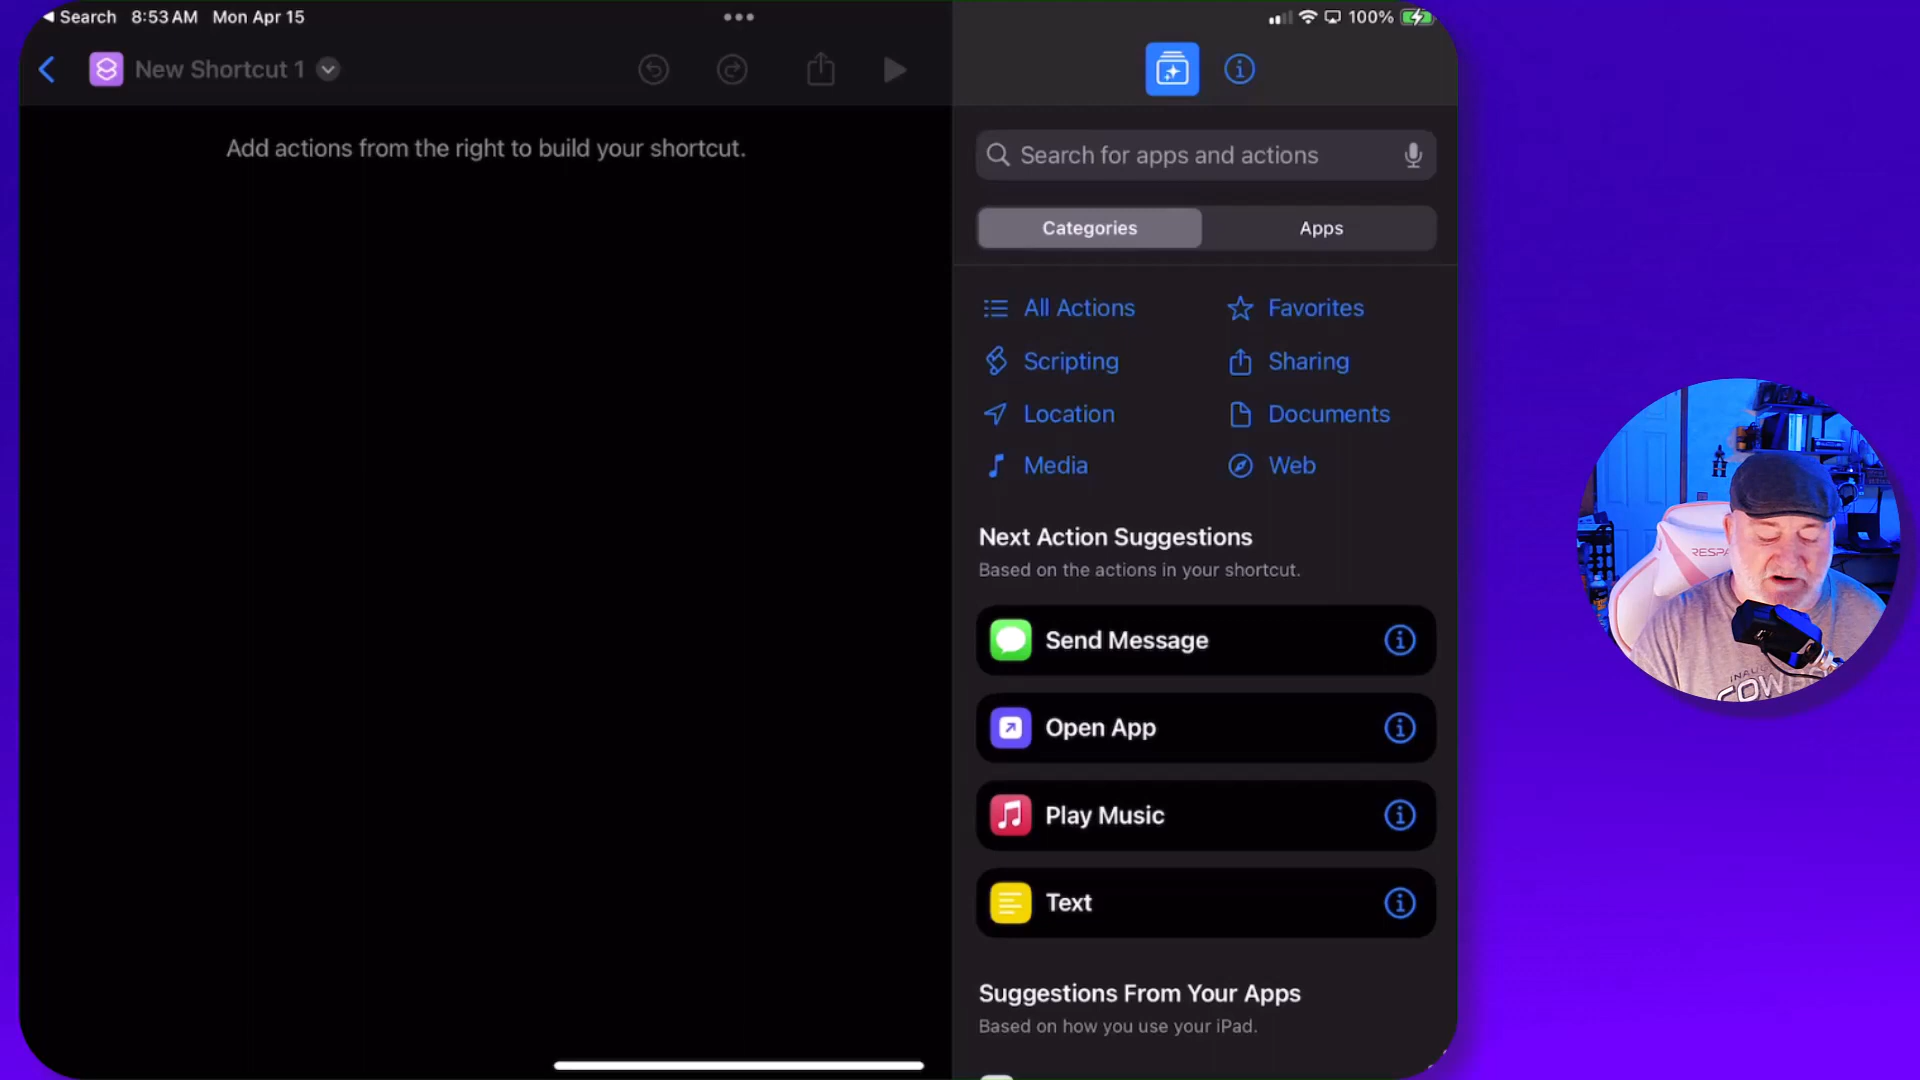 Search 8:53 AM Mon Apr 15
100%
New Shortcut 1
Add actions from the right to build your shortcut.
Search for apps and actions
Categories Apps
All Actions Favorites
Scripting Sharing
Location Documents
Media Web
Next Action Suggestions
Based on the actions in your shortcut.
Send Message
Open App
Play Music
Text
Suggestions From Your Apps
Based on how you use your iPad.